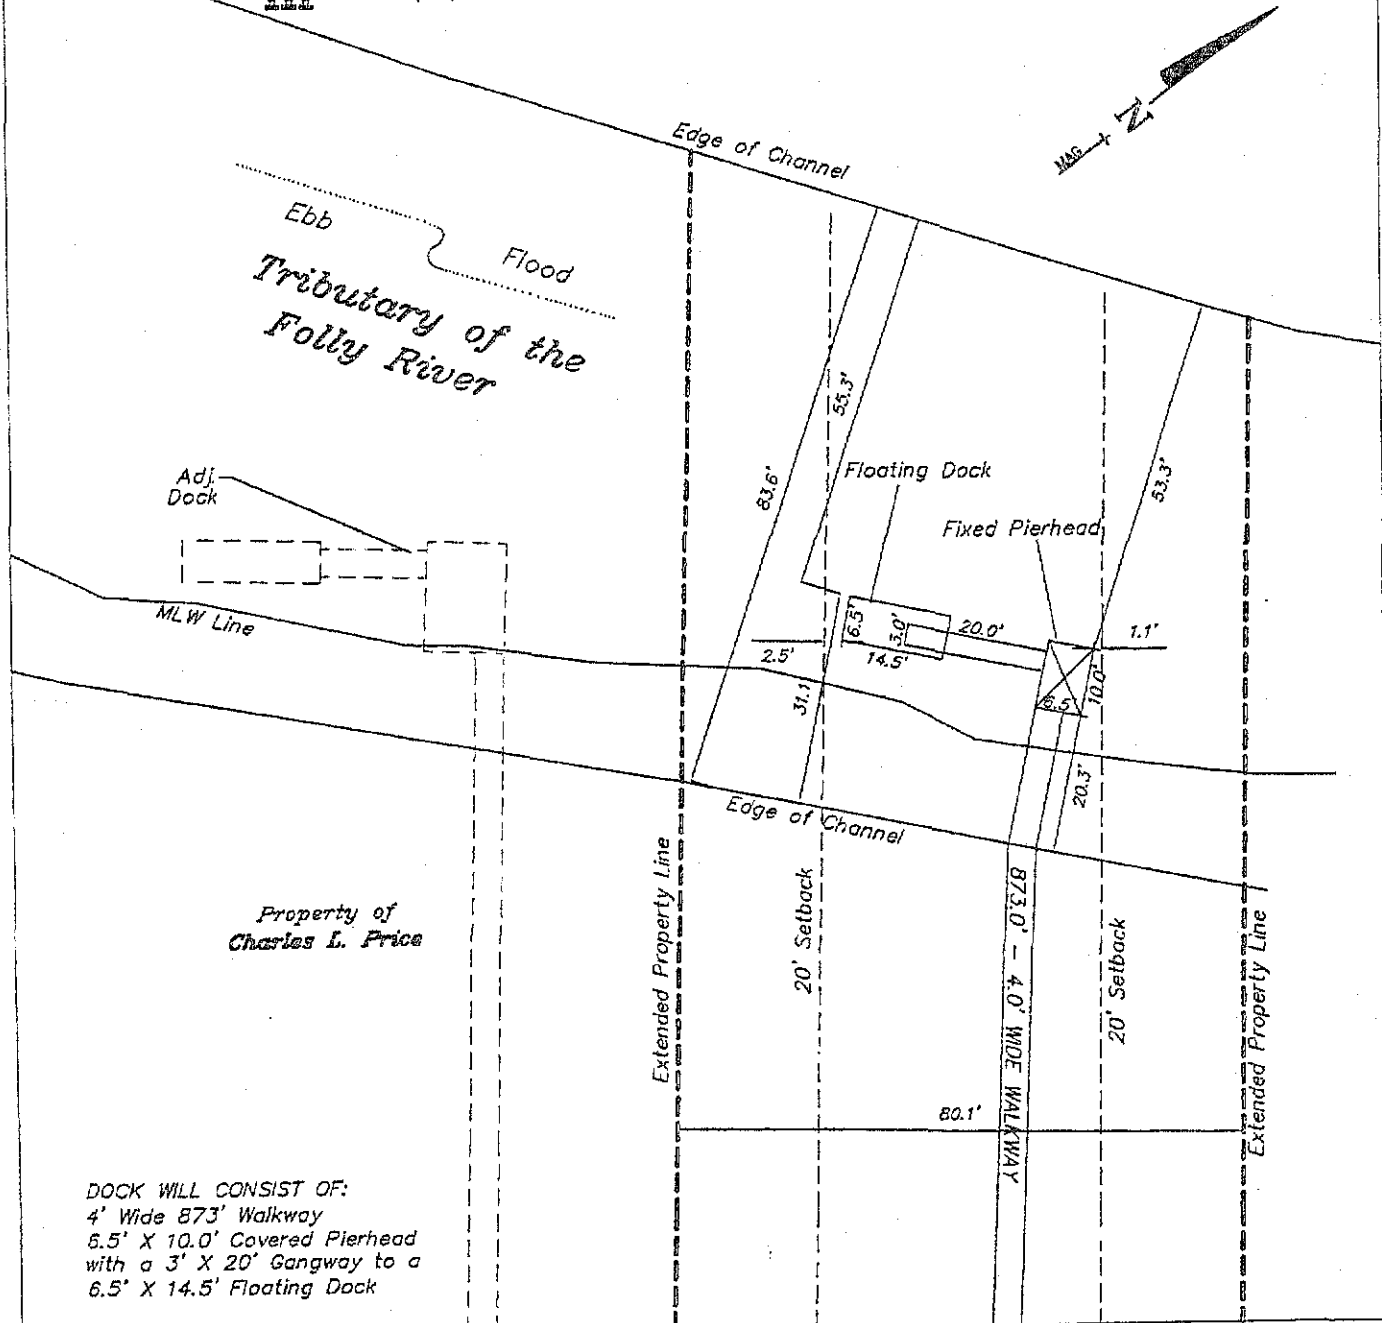 MAG
N
Edge of Channel
Ebb
Flood
Tributary of the
Folly River
55.3'
83.6'
53.3'
Adj.
Dock
Floating Dock
Fixed Pierhead
MLW Line
6.5'
3.0'
20.0'
1.1'
2.5'
14.5'
31.1
10.0'
6.5'
20.3'
Edge of Channel
Property of
Charles L. Price
Extended Property Line
20' Setback
873.0' - 4.0' WIDE WALKWAY
20' Setback
Extended Property Line
80.1'
DOCK WILL CONSIST OF:
4' Wide 873' Walkway
6.5' X 10.0' Covered Pierhead
with a 3' X 20' Gangway to a
6.5' X 14.5' Floating Dock